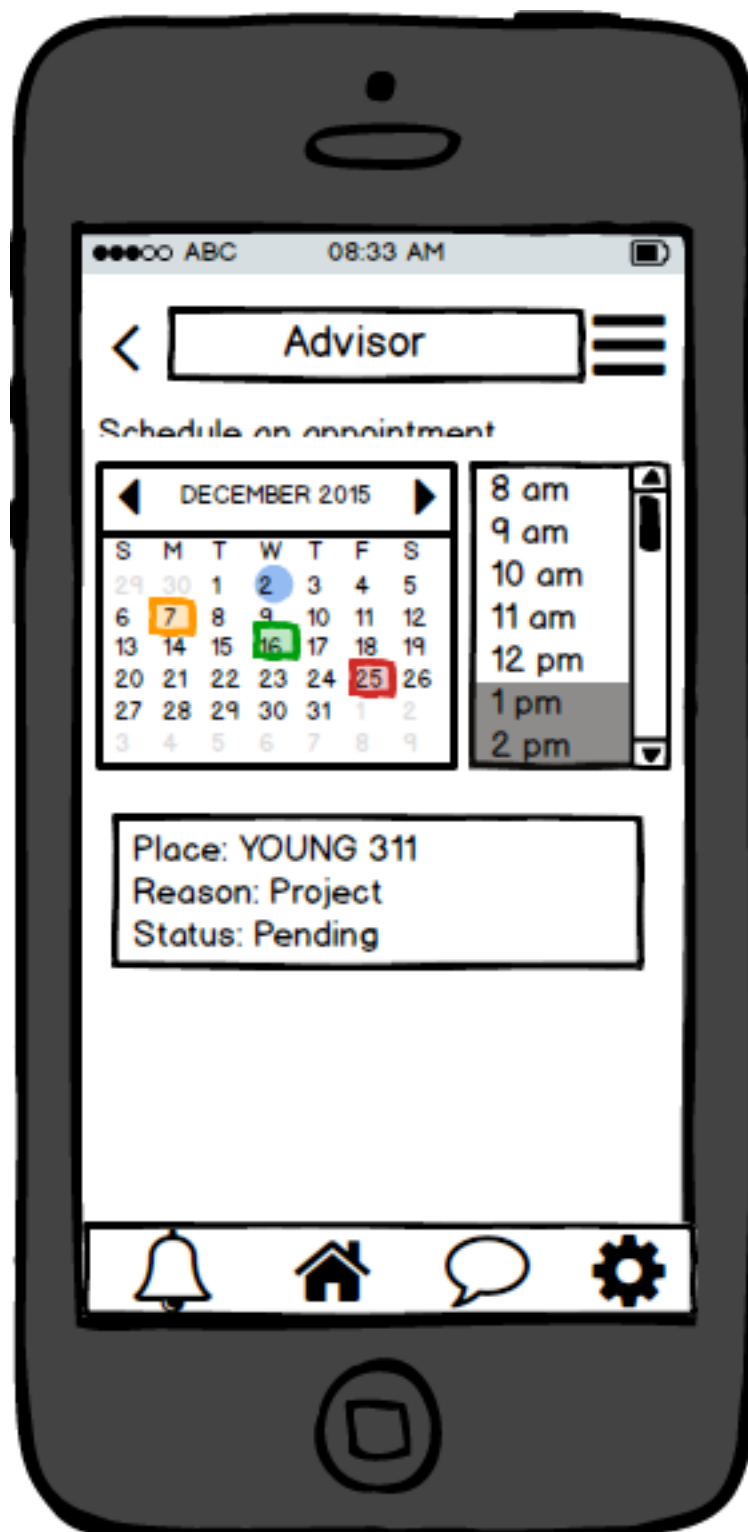 ABC 08:33 AM
Advisor
Schedule an appointment
DECEMBER 2015
S M T W T F S
29 30 1 2 3 4 5
6 7 8 9 10 11 12
13 14 15 16 17 18 19
20 21 22 23 24 25 26
27 28 29 30 31 1 2
3 4 5 6 7 8 9
8 am
9 am
10 am
11 am
12 pm
1 pm
2 pm
Place: YOUNG 311
Reason: Project
Status: Pending